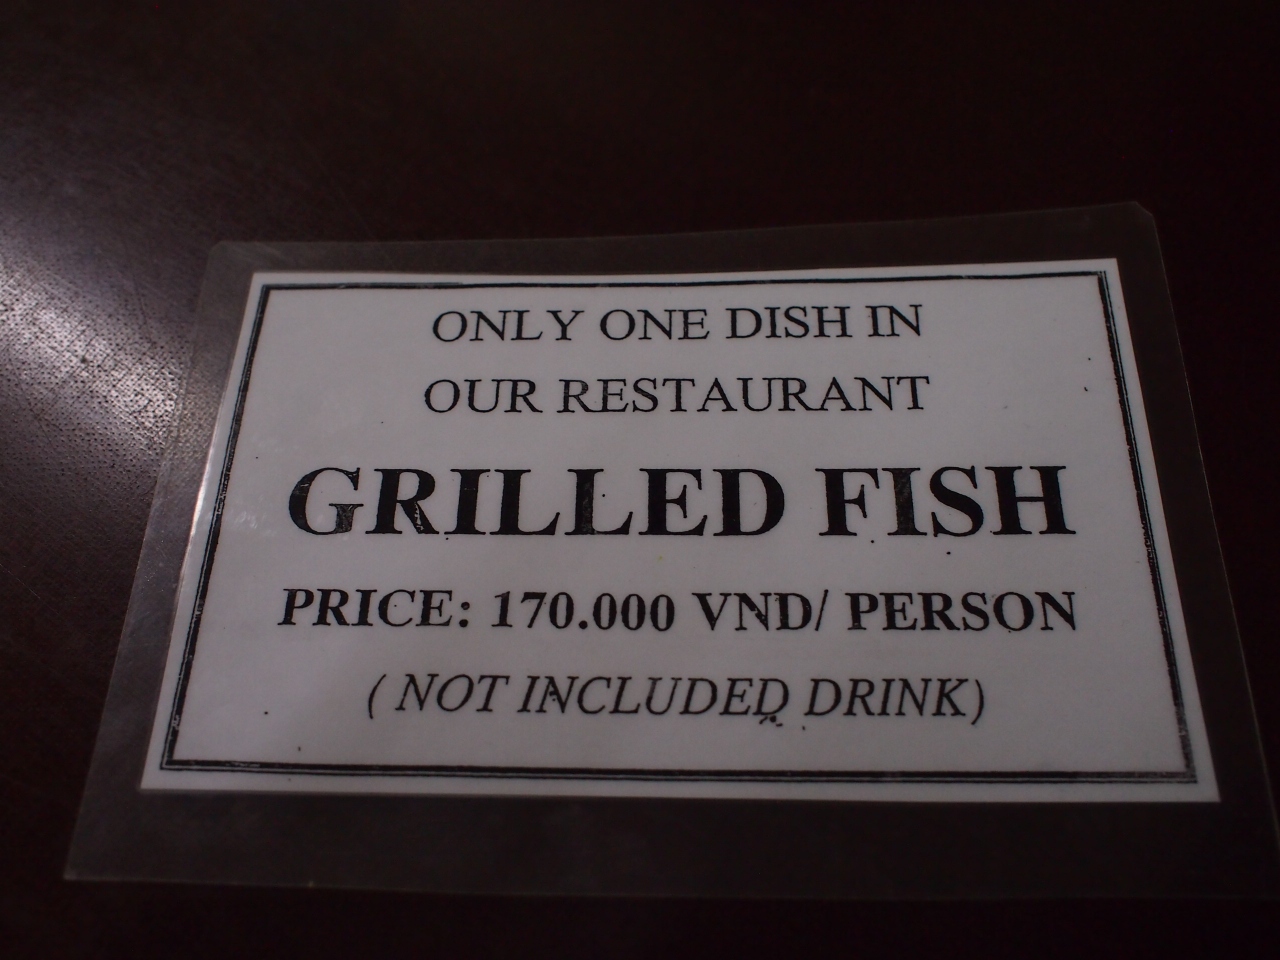 ONLY ONE DISH IN
OUR RESTAURANT
GRILLED FISH
PRICE: 170.000 VND/ PERSON
( NOT INCLUDED DRINK)